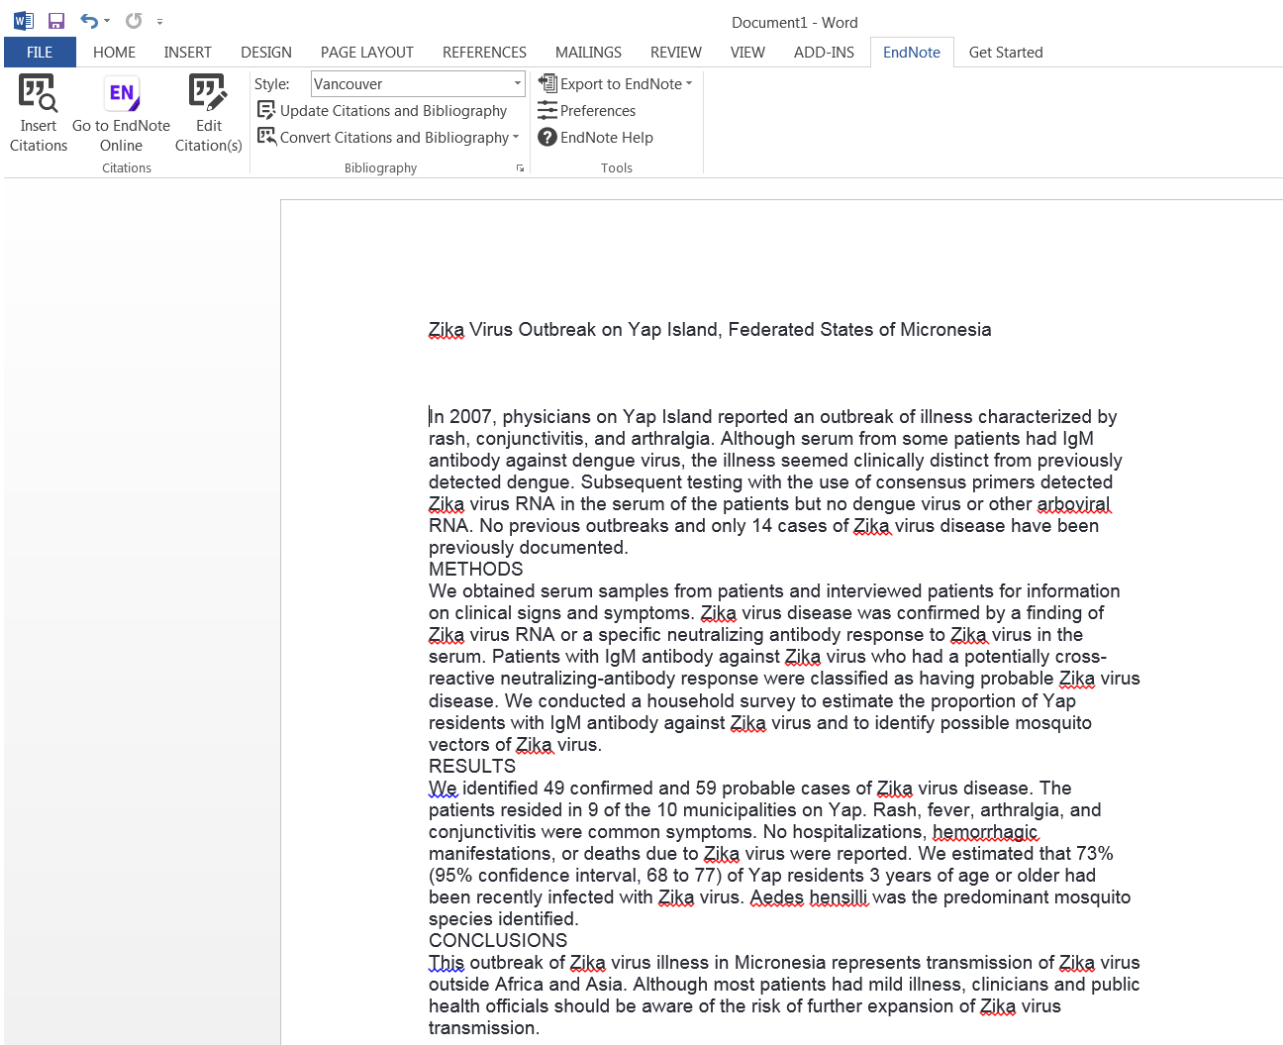 Document1 - Word
FILE HOME INSERT DESIGN PAGE LAYOUT REFERENCES MAILINGS REVIEW VIEW ADD-INS EndNote Get Started
Insert Citations
EN
Go to EndNote Online
Edit Citation(s)
Citations
Style: Vancouver
Update Citations and Bibliography
Convert Citations and Bibliography
Bibliography
Export to EndNote
Preferences
EndNote Help
Tools
Zika Virus Outbreak on Yap Island, Federated States of Micronesia
In 2007, physicians on Yap Island reported an outbreak of illness characterized by
rash, conjunctivitis, and arthralgia. Although serum from some patients had IgM
antibody against dengue virus, the illness seemed clinically distinct from previously
detected dengue. Subsequent testing with the use of consensus primers detected
Zika virus RNA in the serum of the patients but no dengue virus or other arboviral
RNA. No previous outbreaks and only 14 cases of Zika virus disease have been
previously documented.
METHODS
We obtained serum samples from patients and interviewed patients for information
on clinical signs and symptoms. Zika virus disease was confirmed by a finding of
Zika virus RNA or a specific neutralizing antibody response to Zika virus in the
serum. Patients with IgM antibody against Zika virus who had a potentially cross-
reactive neutralizing-antibody response were classified as having probable Zika virus
disease. We conducted a household survey to estimate the proportion of Yap
residents with IgM antibody against Zika virus and to identify possible mosquito
vectors of Zika virus.
RESULTS
We identified 49 confirmed and 59 probable cases of Zika virus disease. The
patients resided in 9 of the 10 municipalities on Yap. Rash, fever, arthralgia, and
conjunctivitis were common symptoms. No hospitalizations, hemorrhagic
manifestations, or deaths due to Zika virus were reported. We estimated that 73%
(95% confidence interval, 68 to 77) of Yap residents 3 years of age or older had
been recently infected with Zika virus. Aedes hensilli was the predominant mosquito
species identified.
CONCLUSIONS
This outbreak of Zika virus illness in Micronesia represents transmission of Zika virus
outside Africa and Asia. Although most patients had mild illness, clinicians and public
health officials should be aware of the risk of further expansion of Zika virus
transmission.